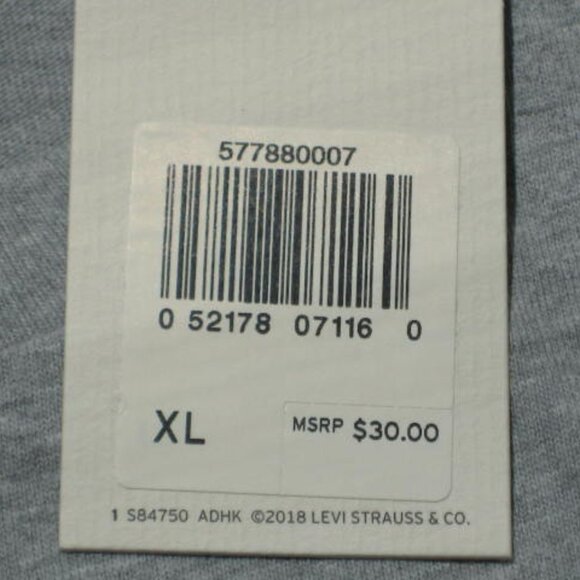 577880007
0 52178 07116 0
XL
MSRP $30.00
1 S84750 ADHK ©2018 LEVI STRAUSS & CO.